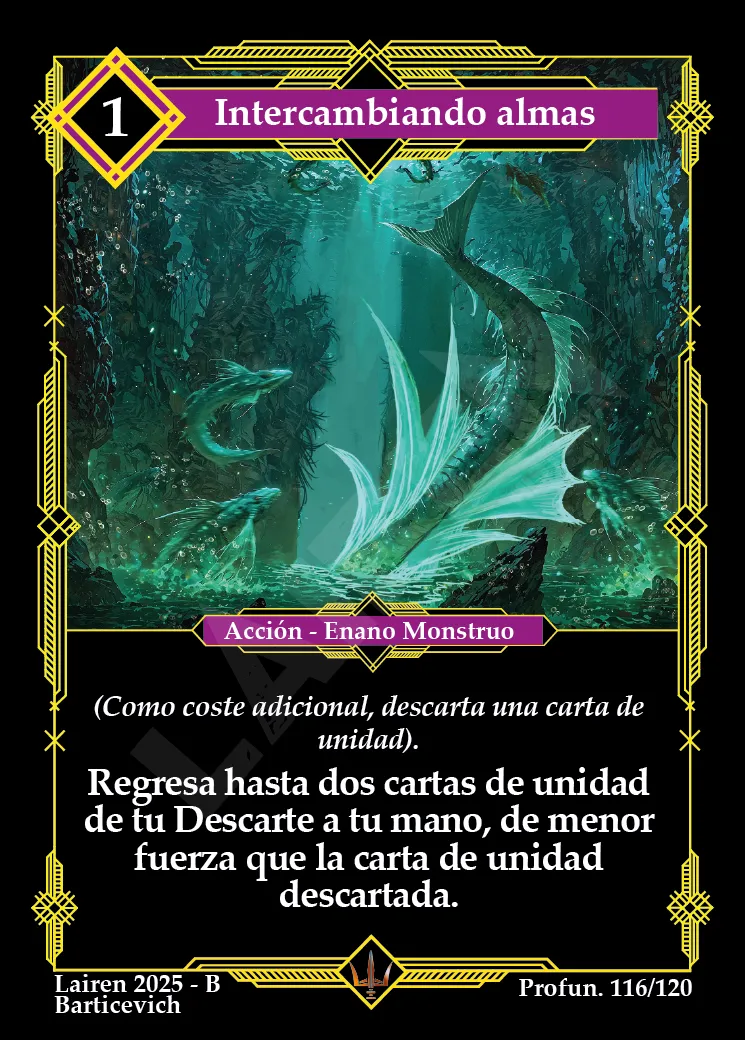 1
Intercambiando almas
Acción - Enano Monstruo
(Como coste adicional, descarta una carta de
unidad).
Regresa hasta dos cartas de unidad
de tu Descarte a tu mano, de menor
fuerza que la carta de unidad
descartada.
Lairen 2025 - B
Barticevich
Profun. 116/120